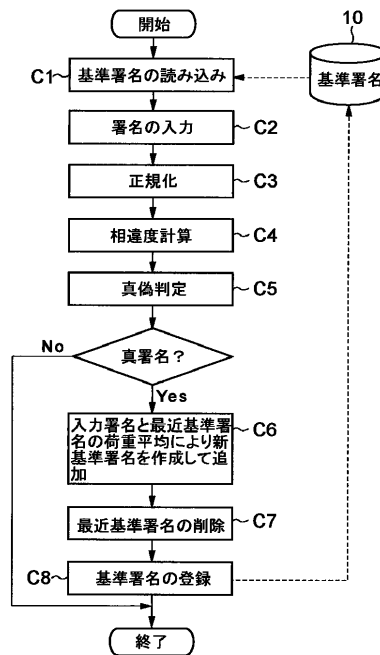 開始
10
C1
基準署名の読み込み
基準署名
署名の入力
C2
正規化
C3
相違度計算
C4
真偽判定
C5
真署名?
No
Yes
入力署名と最近基準署
名の荷重平均により新
基準署名を作成して追
加
C6
最近基準署名の削除
C7
C8
基準署名の登録
終了